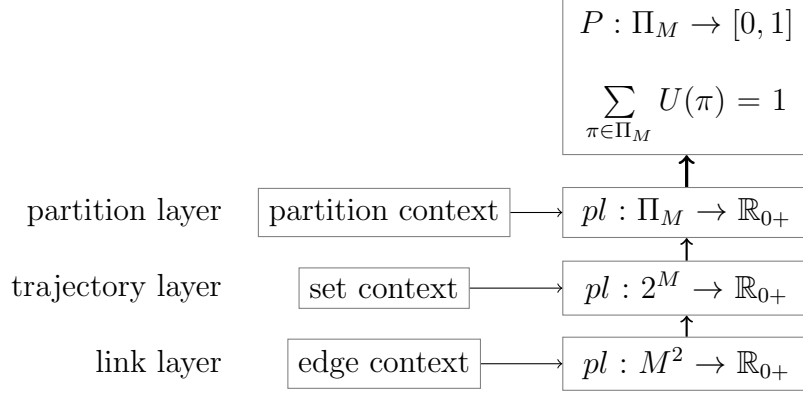 P : Π_M → [0, 1]
∑_{π∈Π_M} U(π) = 1
partition layer partition context pl : Π_M → ℝ_{0+}
trajectory layer set context pl : 2^M → ℝ_{0+}
link layer edge context pl : M^2 → ℝ_{0+}